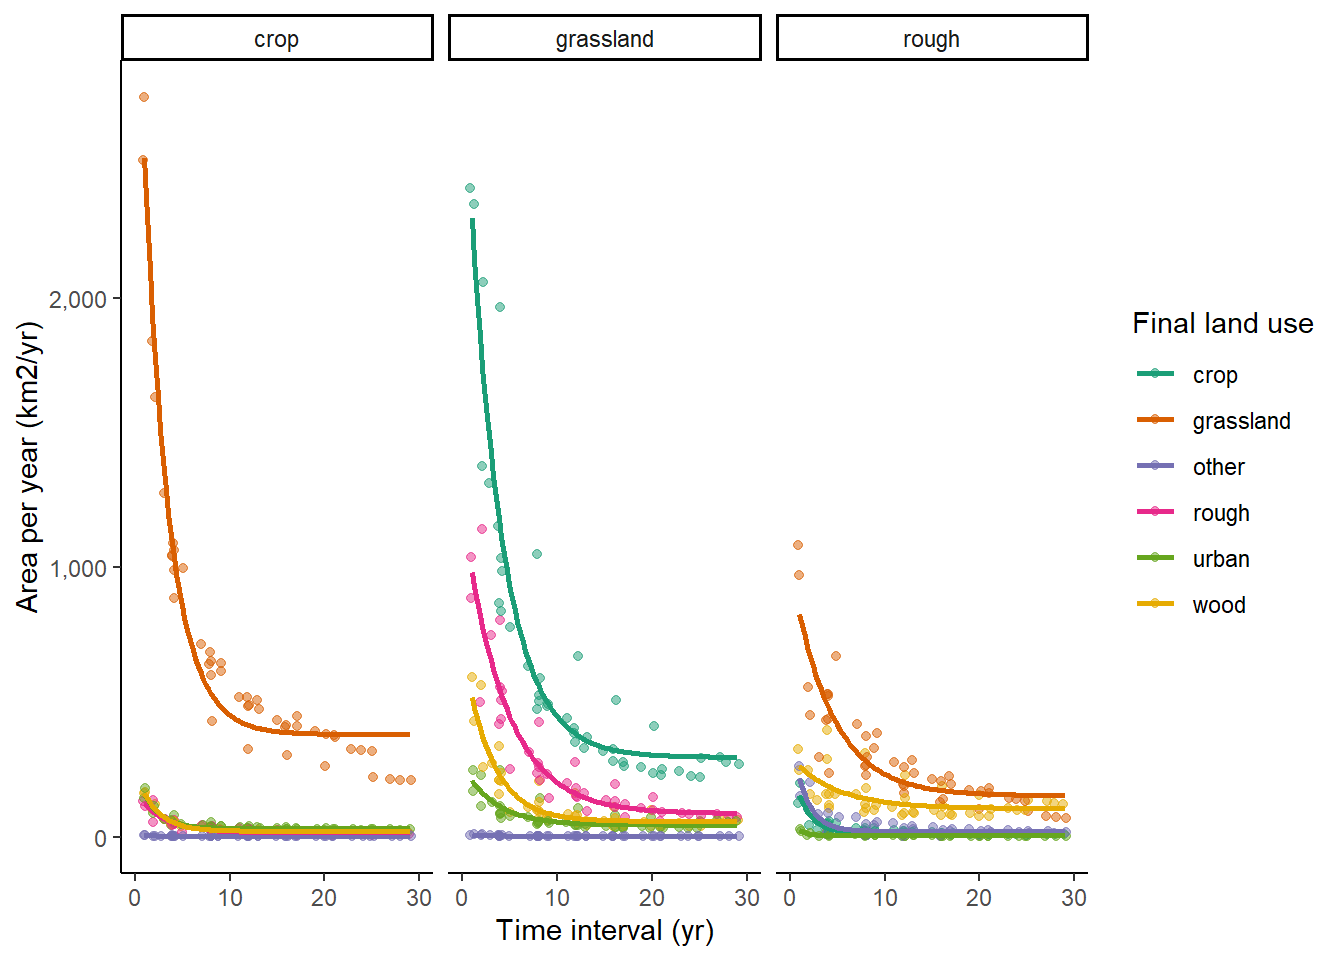 crop
grassland
rough
Area per year (km2/yr)
2,000
1,000
0
0 10 20 30
0 10 20 30
0 10 20 30
Time interval (yr)
Final land use
crop
grassland
other
rough
urban
wood